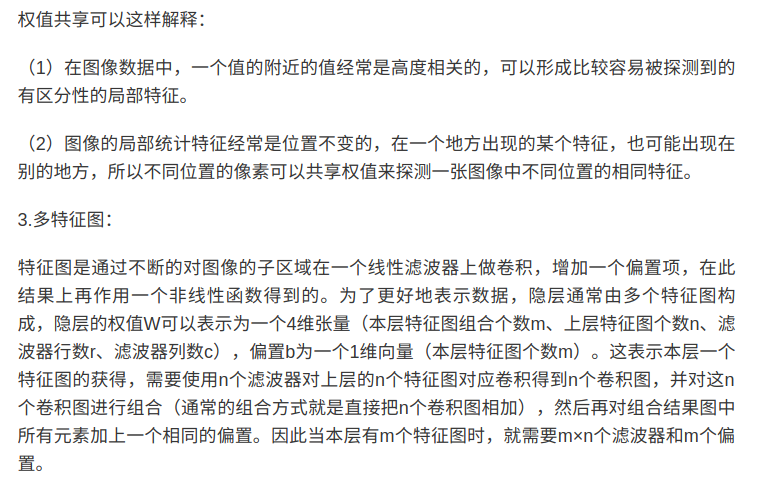 权值共享可以这样解释：
（1）在图像数据中，一个值的附近的值经常是高度相关的，可以形成比较容易被探测到的
有区分性的局部特征。
（2）图像的局部统计特征经常是位置不变的，在一个地方出现的某个特征，也可能出现在
别的地方，所以不同位置的像素可以共享权值来探测一张图像中不同位置的相同特征。
3.多特征图：
特征图是通过不断的对图像的子区域在一个线性滤波器上做卷积，增加一个偏置项，在此
结果上再作用一个非线性函数得到的。为了更好地表示数据，隐层通常由多个特征图构
成，隐层的权值W可以表示为一个4维张量（本层特征图组合个数m、上层特征图个数n、滤
波器行数r、滤波器列数c），偏置b为一个1维向量（本层特征图个数m）。这表示本层一个
特征图的获得，需要使用n个滤波器对上层的n个特征图对应卷积得到n个卷积图，并对这n
个卷积图进行组合（通常的组合方式就是直接把n个卷积图相加），然后再对组合结果图中
所有元素加上一个相同的偏置。因此当本层有m个特征图时，就需要m×n个滤波器和m个偏
置。